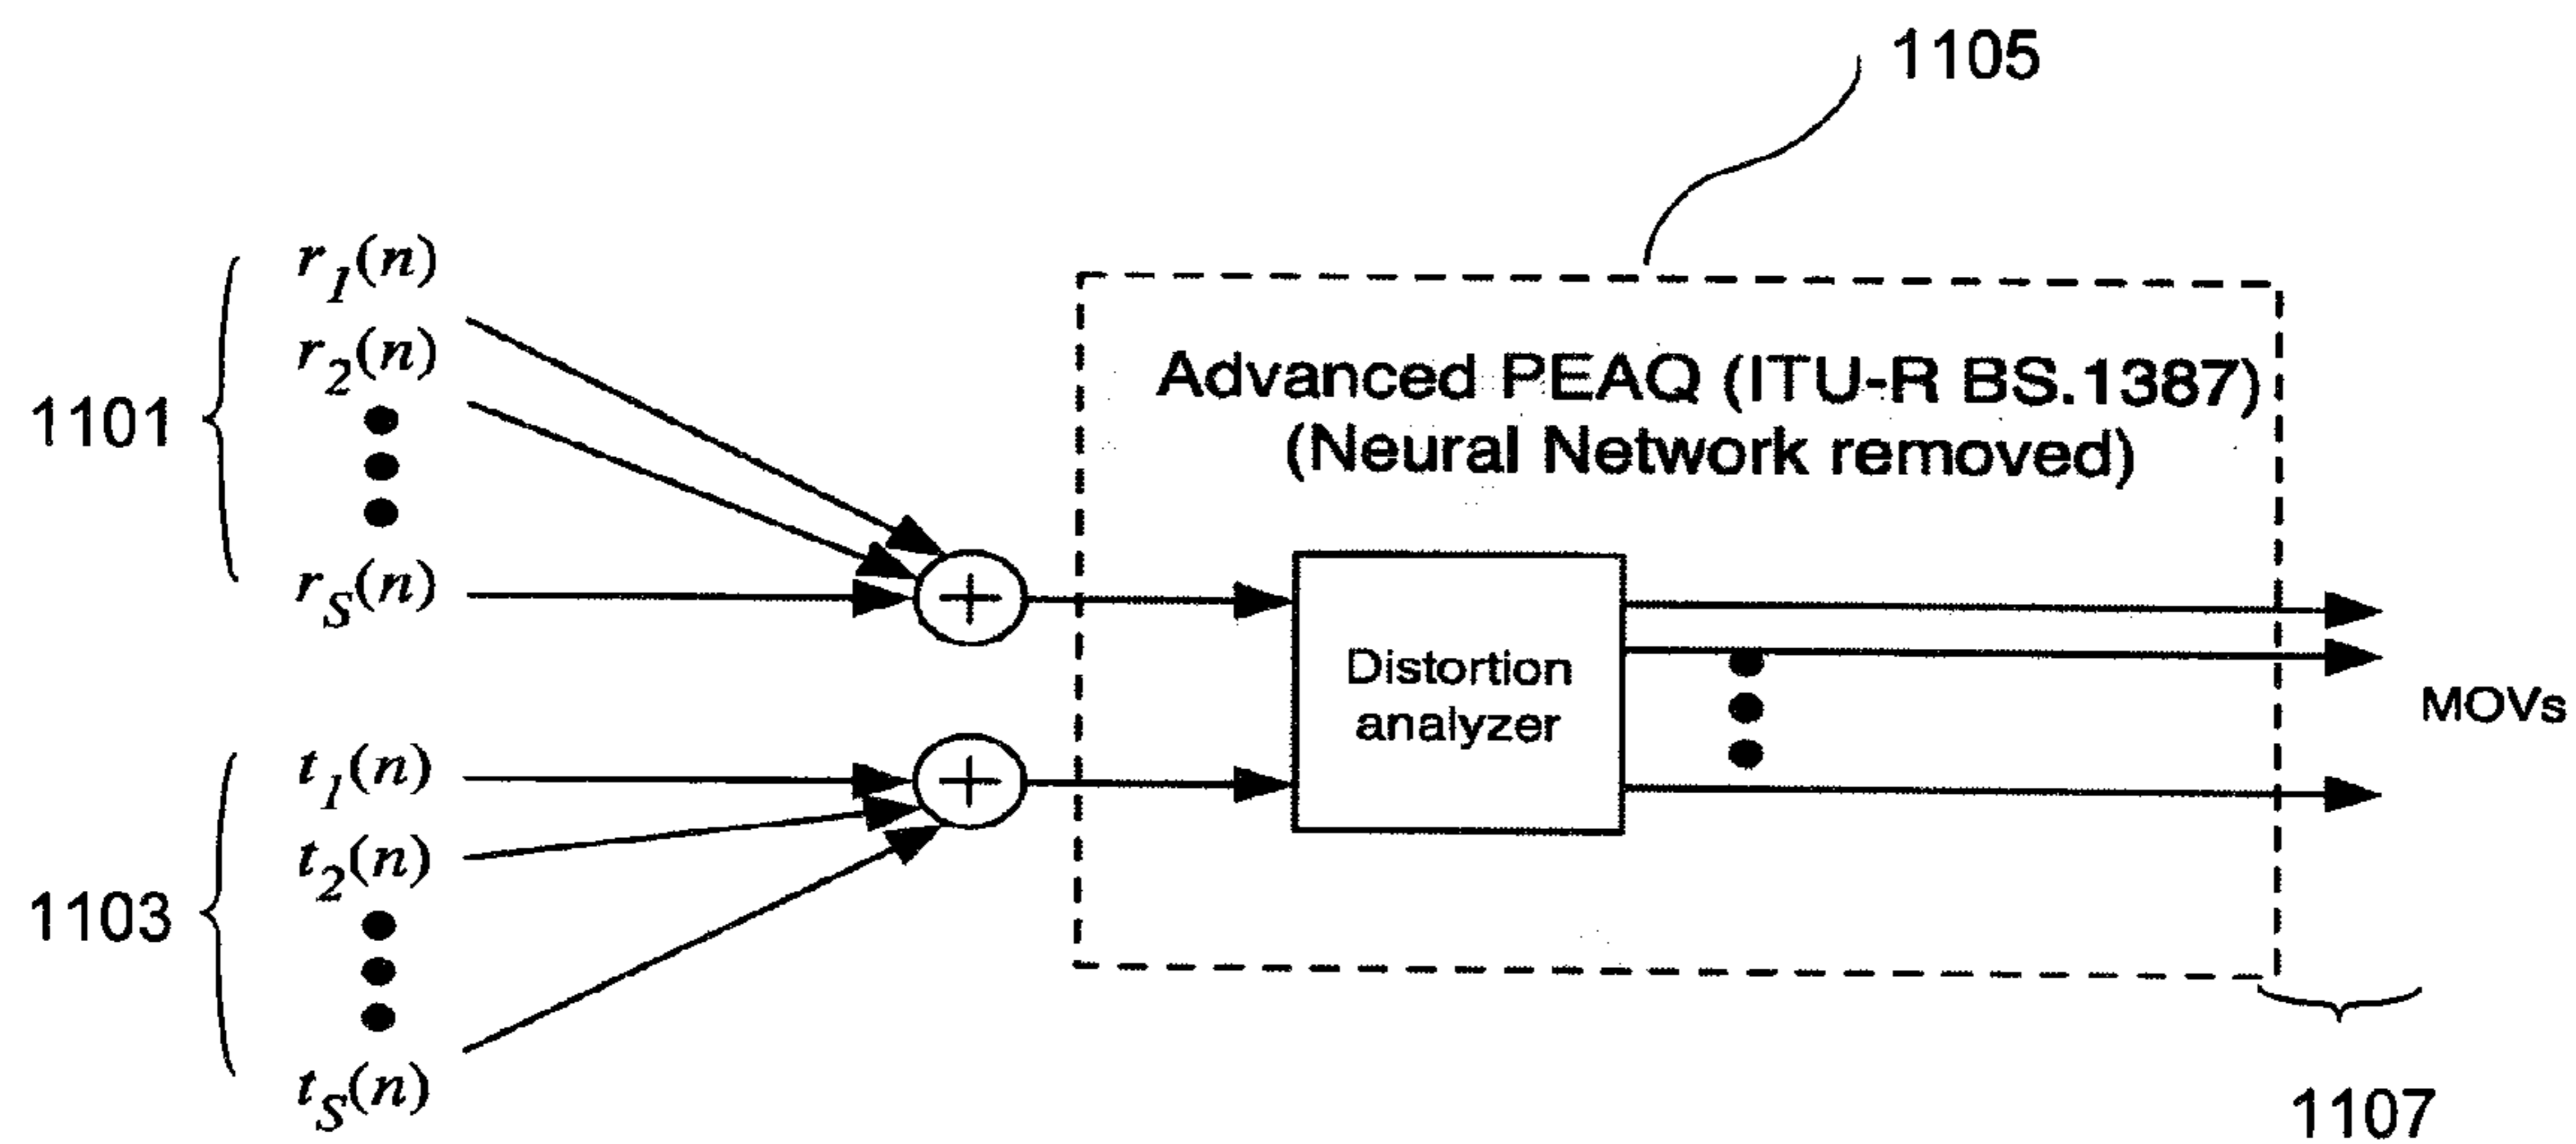 1105
r1(n)
r2(n)
1101
rS(n)
Advanced PEAQ (ITU-R BS.1387)
(Neural Network removed)
+
Distortion
analyzer
MOVs
t1(n)
+
t2(n)
1103
tS(n)
1107